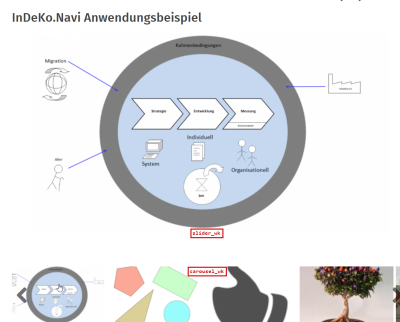 InDeKo.Navi Anwendungsbeispiel
Rahmenbedingungen
Migration
Strategie
Entwicklung
Messung
Individuell
System
Organisationell
Alter
Zeit
slider_uk
carousel_uk